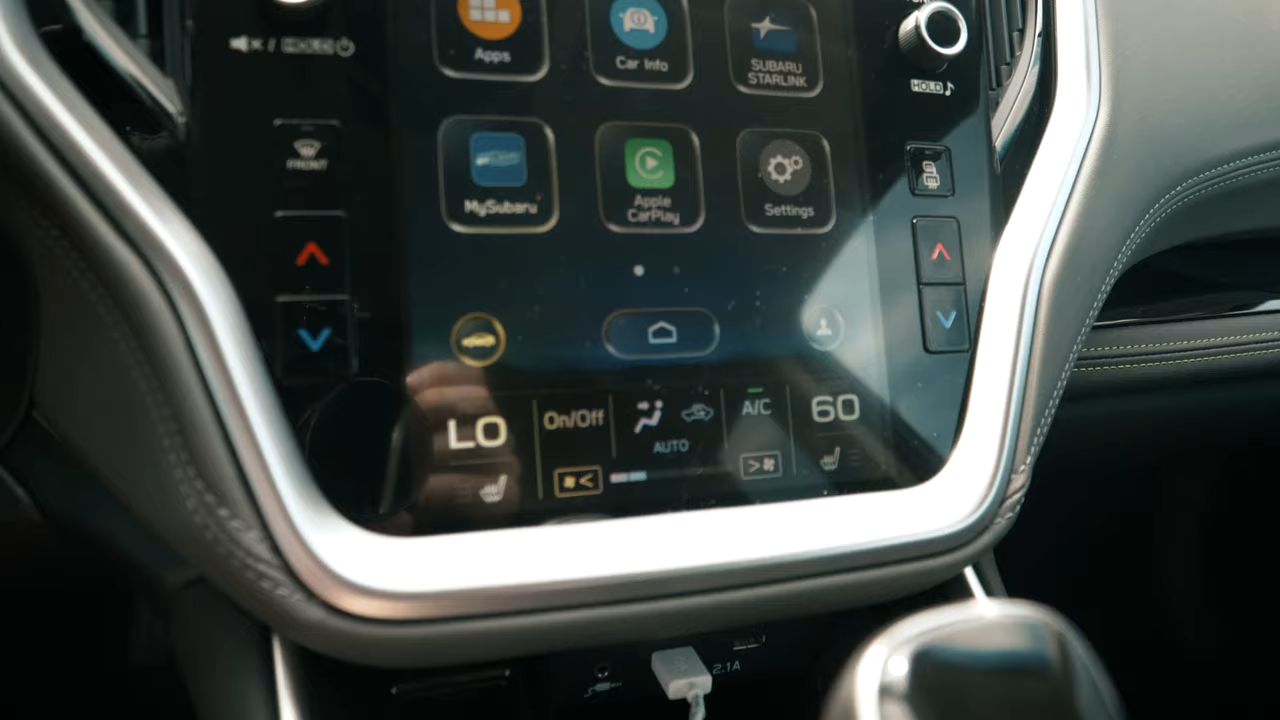 Apps
Car Info
SUBARU
STARLINK
HOLD
HOLD
FRONT
MySubaru
Apple
CarPlay
Settings
LO
On/Off
AUTO
A/C
60
2.1A